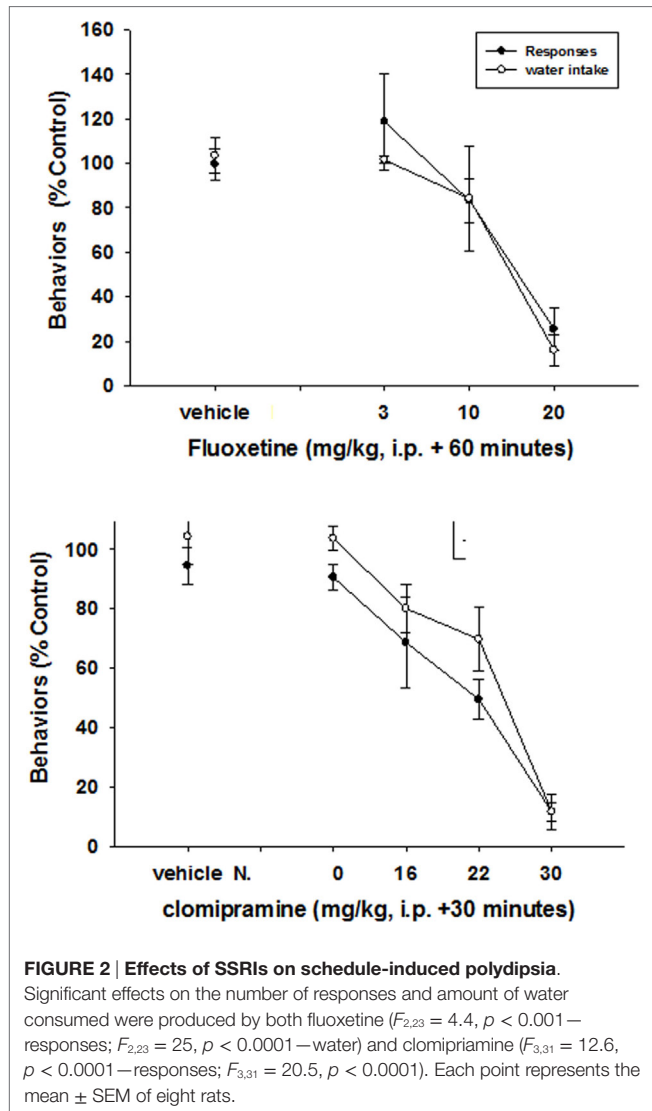 160
140
120
100
80
60
40
20
0
Behaviors (%Control)
Responses
water intake
vehicle 3 10 20
Fluoxetine (mg/kg, i.p. + 60 minutes)
100
80
60
40
20
0
Behaviors (% Control)
vehicle N. 0 16 22 30
clomipramine (mg/kg, i.p. +30 minutes)
FIGURE 2 | Effects of SSRIs on schedule-induced polydipsia.
Significant effects on the number of responses and amount of water
consumed were produced by both fluoxetine (F2,23 = 4.4, p < 0.001—
responses; F2,23 = 25, p < 0.0001—water) and clomipriamine (F3,31 = 12.6,
p < 0.0001—responses; F3,31 = 20.5, p < 0.0001). Each point represents the
mean ± SEM of eight rats.